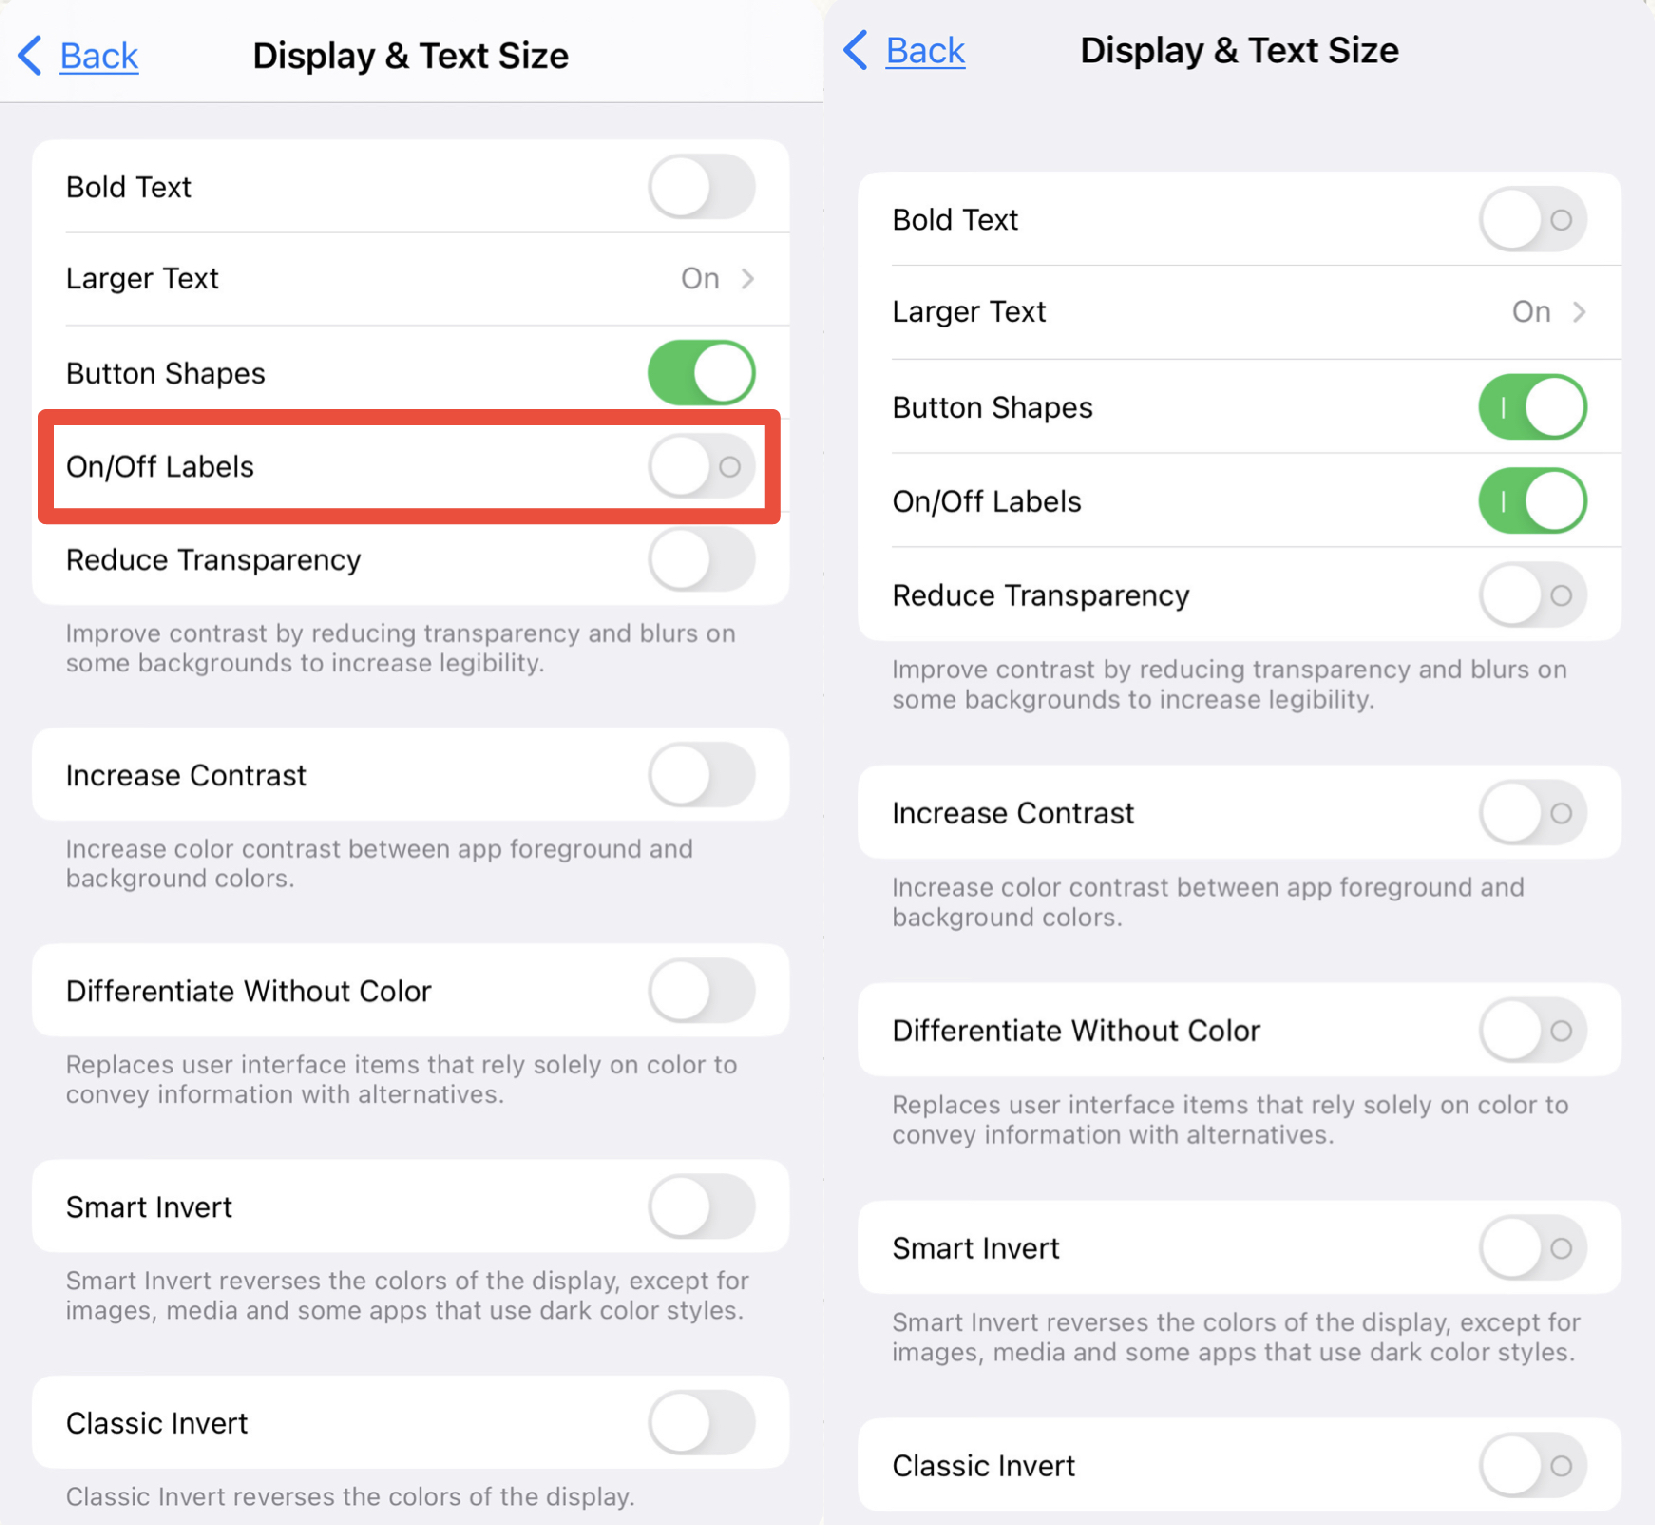 Back
Display & Text Size
Bold Text
Larger Text
On
Button Shapes
On/Off Labels
Reduce Transparency
Improve contrast by reducing transparency and blurs on
some backgrounds to increase legibility.
Increase Contrast
Increase color contrast between app foreground and
background colors.
Differentiate Without Color
Replaces user interface items that rely solely on color to
convey information with alternatives.
Smart Invert
Smart Invert reverses the colors of the display, except for
images, media and some apps that use dark color styles.
Classic Invert
Classic Invert reverses the colors of the display.
Back
Display & Text Size
Bold Text
Larger Text
On
Button Shapes
On/Off Labels
Reduce Transparency
Improve contrast by reducing transparency and blurs on
some backgrounds to increase legibility.
Increase Contrast
Increase color contrast between app foreground and
background colors.
Differentiate Without Color
Replaces user interface items that rely solely on color to
convey information with alternatives.
Smart Invert
Smart Invert reverses the colors of the display, except for
images, media and some apps that use dark color styles.
Classic Invert